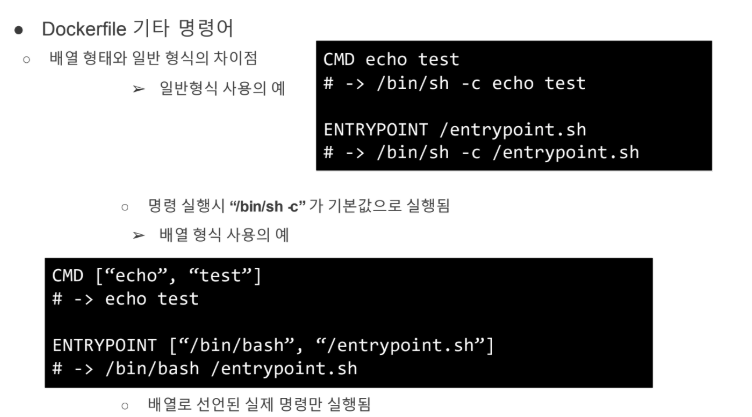 ● Dockerfile 기타 명령어
○ 배열 형태와 일반 형식의 차이점
➢ 일반형식 사용의 예
CMD echo test
# -> /bin/sh -c echo test
ENTRYPOINT /entrypoint.sh
# -> /bin/sh -c /entrypoint.sh
○ 명령 실행시 “/bin/sh -c” 가 기본값으로 실행됨
➢ 배열 형식 사용의 예
CMD [“echo”, “test”]
# -> echo test
ENTRYPOINT [“/bin/bash”, “/entrypoint.sh”]
# -> /bin/bash /entrypoint.sh
○ 배열로 선언된 실제 명령만 실행됨